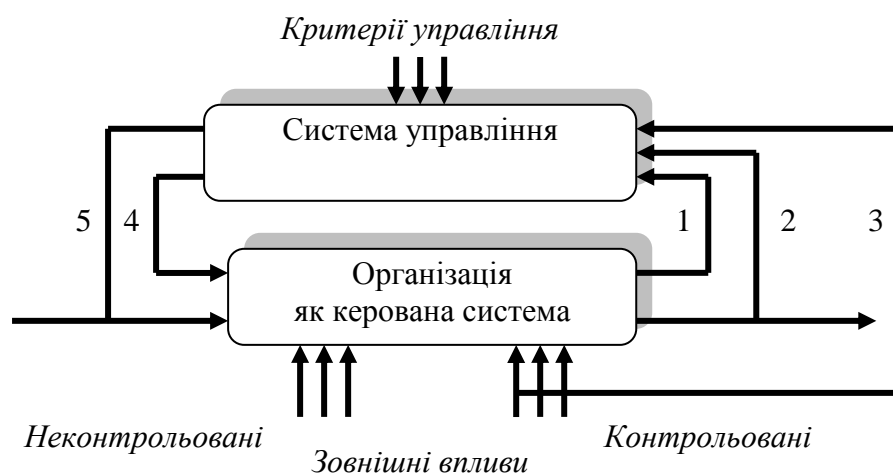 Критерії управління
Система управління
5 4 1 2 3
Організація
як керована система
Неконтрольовані
Контрольовані
Зовнішні впливи